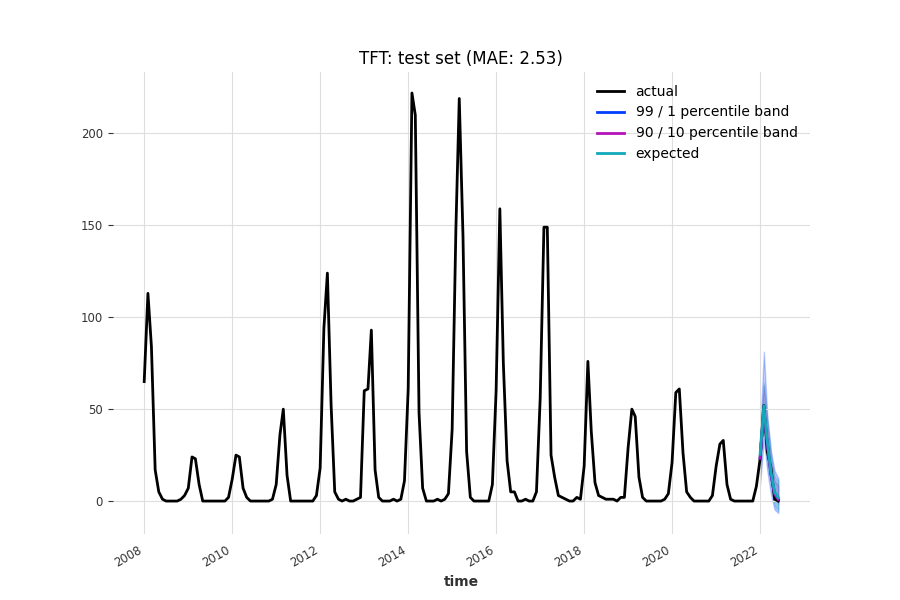 TFT: test set (MAE: 2.53)
actual
99 / 1 percentile band
90 / 10 percentile band
expected
200
150
100
50
0
2008
2010
2012
2014
2016
2018
2020
2022
time